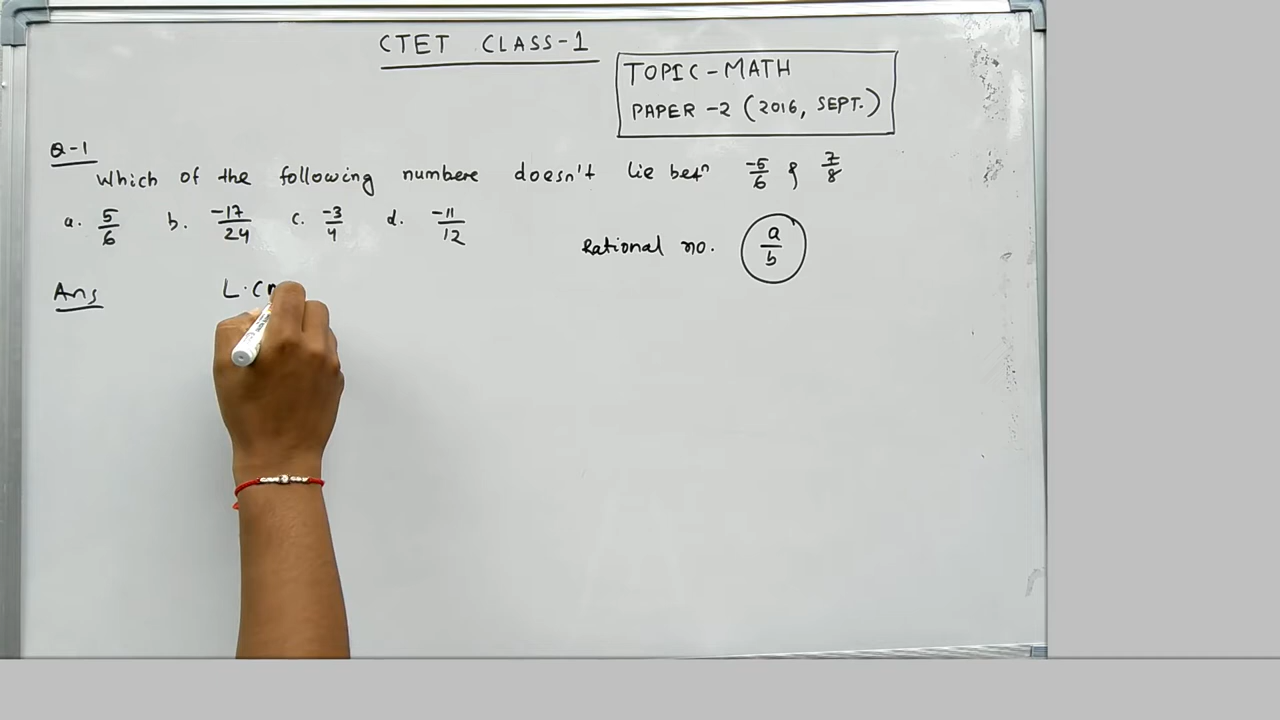 CTET CLASS-1
TOPIC-MATH
PAPER -2 (2016, SEPT.)
Q-1
Which of the following numbere doesn't lie betn -5/6 & 7/8
a. 5/6 b. -17/24 c. -3/4 d. -11/12
Rational no. a/b
Ans L.C